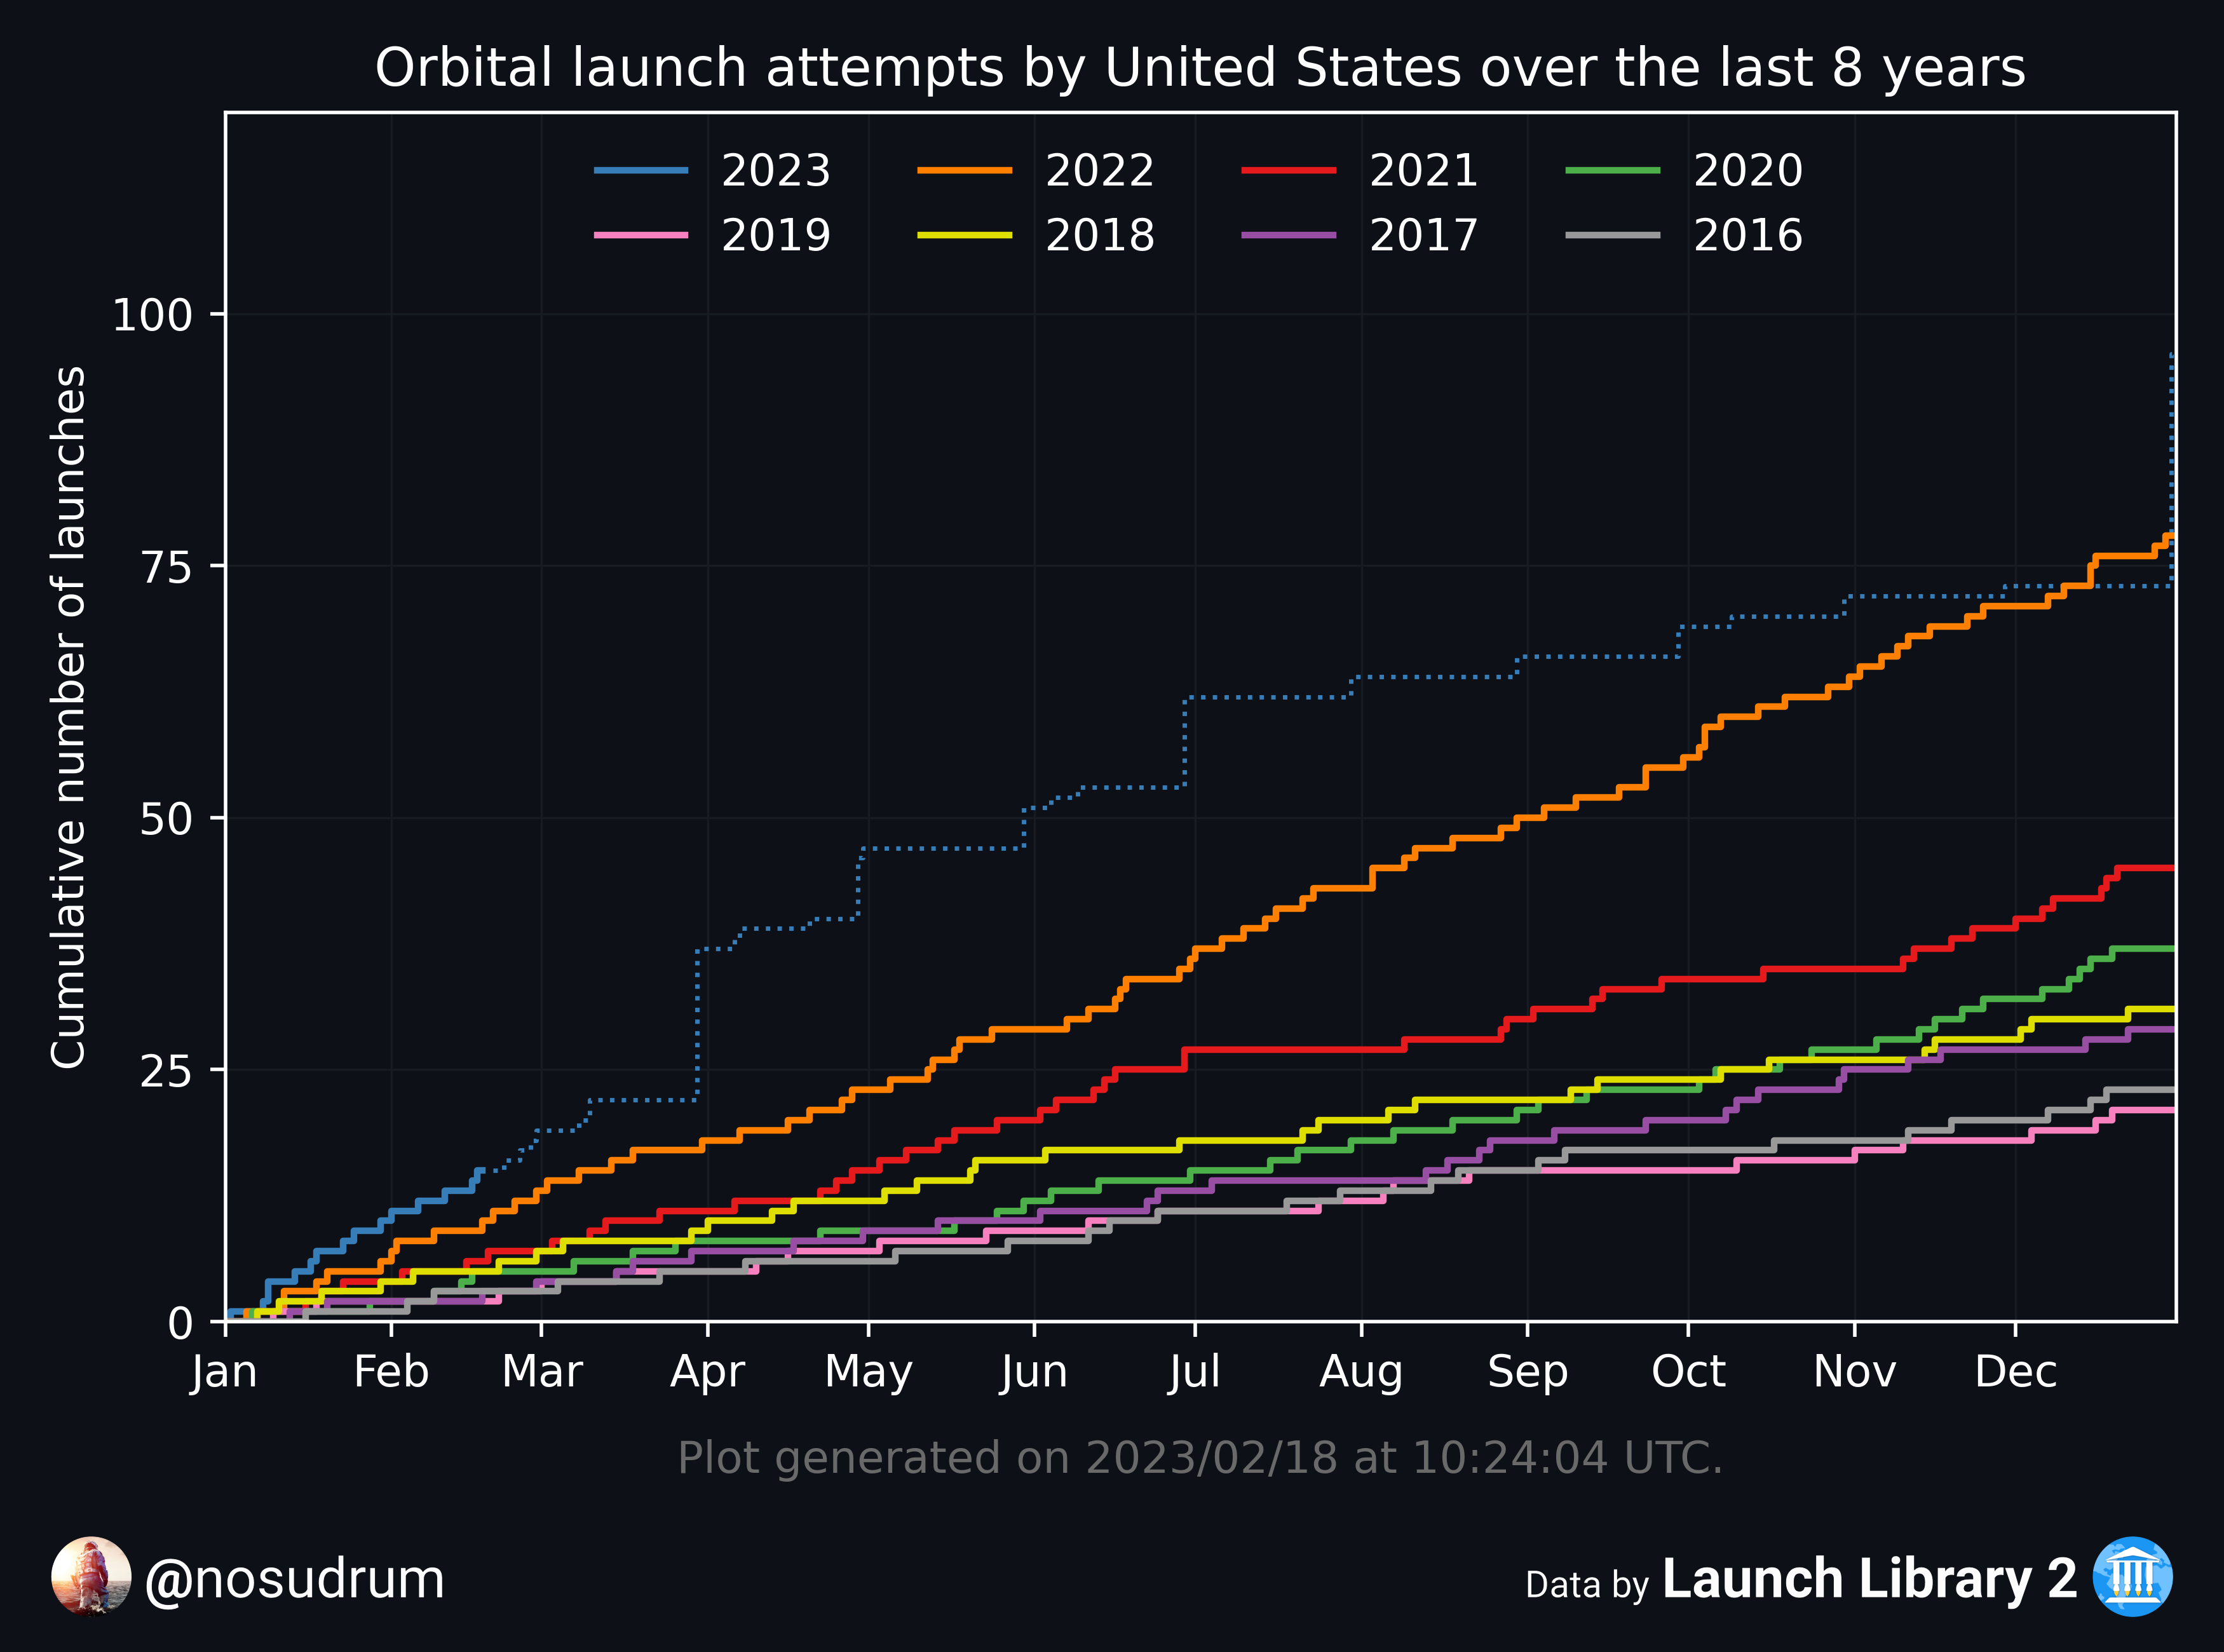 Orbital launch attempts by United States over the last 8 years
2023 2022 2021 2020
2019 2018 2017 2016
Cumulative number of launches
100
75
50
25
0
Jan Feb Mar Apr May Jun Jul Aug Sep Oct Nov Dec
Plot generated on 2023/02/18 at 10:24:04 UTC.
@nosudrum
Data by Launch Library 2